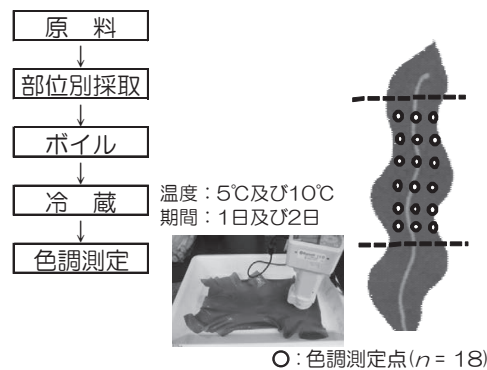 原　料
部位別採取
ボイル
冷　蔵
温度：5℃及び10℃
期間：1日及び2日
色調測定
○：色調測定点(n = 18)